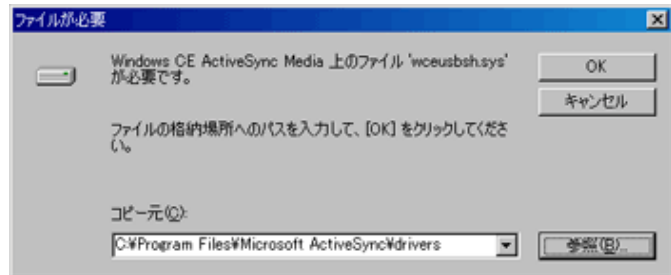 ファイルが必要
Windows CE ActiveSync Media 上のファイル 'wceusbsh.sys'
が必要です。
OK
キャンセル
ファイルの格納場所へのパスを入力して、[OK] をクリックしてくださ
い。
コピー元(C):
C:¥Program Files¥Microsoft ActiveSync¥drivers
参照(B)...